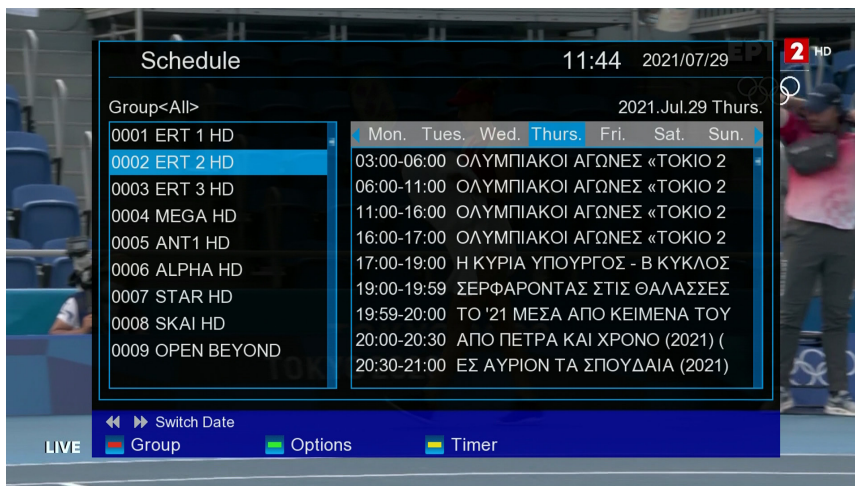 Schedule 11:44 2021/07/29
ΕΡΤ 2 HD
Group<All> 2021.Jul.29 Thurs.
Mon. Tues. Wed. Thurs. Fri. Sat. Sun.
0001 ERT 1 HD
0002 ERT 2 HD
0003 ERT 3 HD
0004 MEGA HD
0005 ANT1 HD
0006 ALPHA HD
0007 STAR HD
0008 SKAI HD
0009 OPEN BEYOND
03:00-06:00 ΟΛΥΜΠΙΑΚΟΙ ΑΓΩΝΕΣ «ΤΟΚΙΟ 2
06:00-11:00 ΟΛΥΜΠΙΑΚΟΙ ΑΓΩΝΕΣ «ΤΟΚΙΟ 2
11:00-16:00 ΟΛΥΜΠΙΑΚΟΙ ΑΓΩΝΕΣ «ΤΟΚΙΟ 2
16:00-17:00 ΟΛΥΜΠΙΑΚΟΙ ΑΓΩΝΕΣ «ΤΟΚΙΟ 2
17:00-19:00 Η ΚΥΡΙΑ ΥΠΟΥΡΓΟΣ - Β ΚΥΚΛΟΣ
19:00-19:59 ΣΕΡΦΑΡΟΝΤΑΣ ΣΤΙΣ ΘΑΛΑΣΣΕΣ
19:59-20:00 ΤΟ '21 ΜΕΣΑ ΑΠΟ ΚΕΙΜΕΝΑ ΤΟΥ
20:00-20:30 ΑΠΟ ΠΕΤΡΑ ΚΑΙ ΧΡΟΝΟ (2021) (
20:30-21:00 ΕΣ ΑΥΡΙΟΝ ΤΑ ΣΠΟΥΔΑΙΑ (2021)
Switch Date
LIVE
Group Options Timer